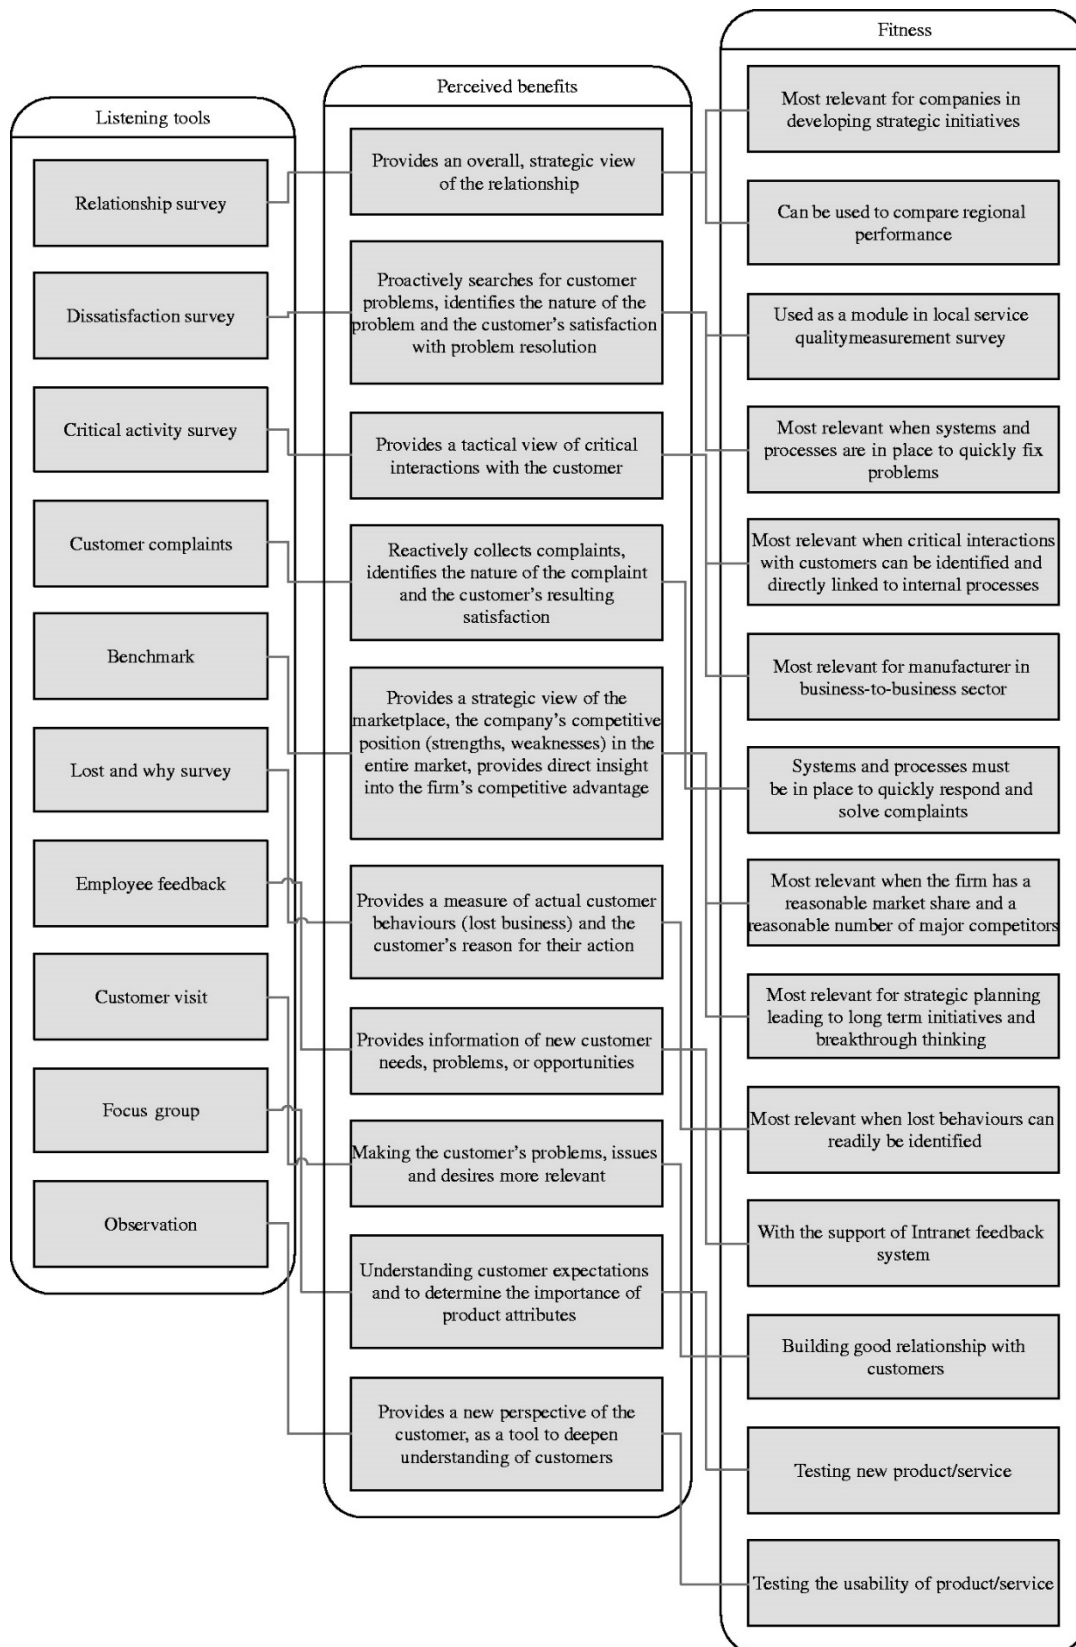 Listening tools
Relationship survey
Dissatisfaction survey
Critical activity survey
Customer complaints
Benchmark
Lost and why survey
Employee feedback
Customer visit
Focus group
Observation
Perceived benefits
Provides an overall, strategic view
of the relationship
Proactively searches for customer
problems, identifies the nature of the
problem and the customer's satisfaction
with problem resolution
Provides a tactical view of critical
interactions with the customer
Reactively collects complaints,
identifies the nature of the complaint
and the customer's resulting
satisfaction
Provides a strategic view of the
marketplace, the company's competitive
position (strengths, weaknesses) in the
entire market, provides direct insight
into the firm's competitive advantage
Provides a measure of actual customer
behaviours (lost business) and the
customer's reason for their action
Provides information of new customer
needs, problems, or opportunities
Making the customer's problems, issues
and desires more relevant
Understanding customer expectations
and to determine the importance of
product attributes
Provides a new perspective of the
customer, as a tool to deepen
understanding of customers
Fitness
Most relevant for companies in
developing strategic initiatives
Can be used to compare regional
performance
Used as a module in local service
qualitymeasurement survey
Most relevant when systems and
processes are in place to quickly fix
problems
Most relevant when critical interactions
with customers can be identified and
directly linked to internal processes
Most relevant for manufacturer in
business-to-business sector
Systems and processes must
be in place to quickly respond and
solve complaints
Most relevant when the firm has a
reasonable market share and a
reasonable number of major competitors
Most relevant for strategic planning
leading to long term initiatives and
breakthrough thinking
Most relevant when lost behaviours can
readily be identified
With the support of Intranet feedback
system
Building good relationship with
customers
Testing new product/service
Testing the usability of product/service